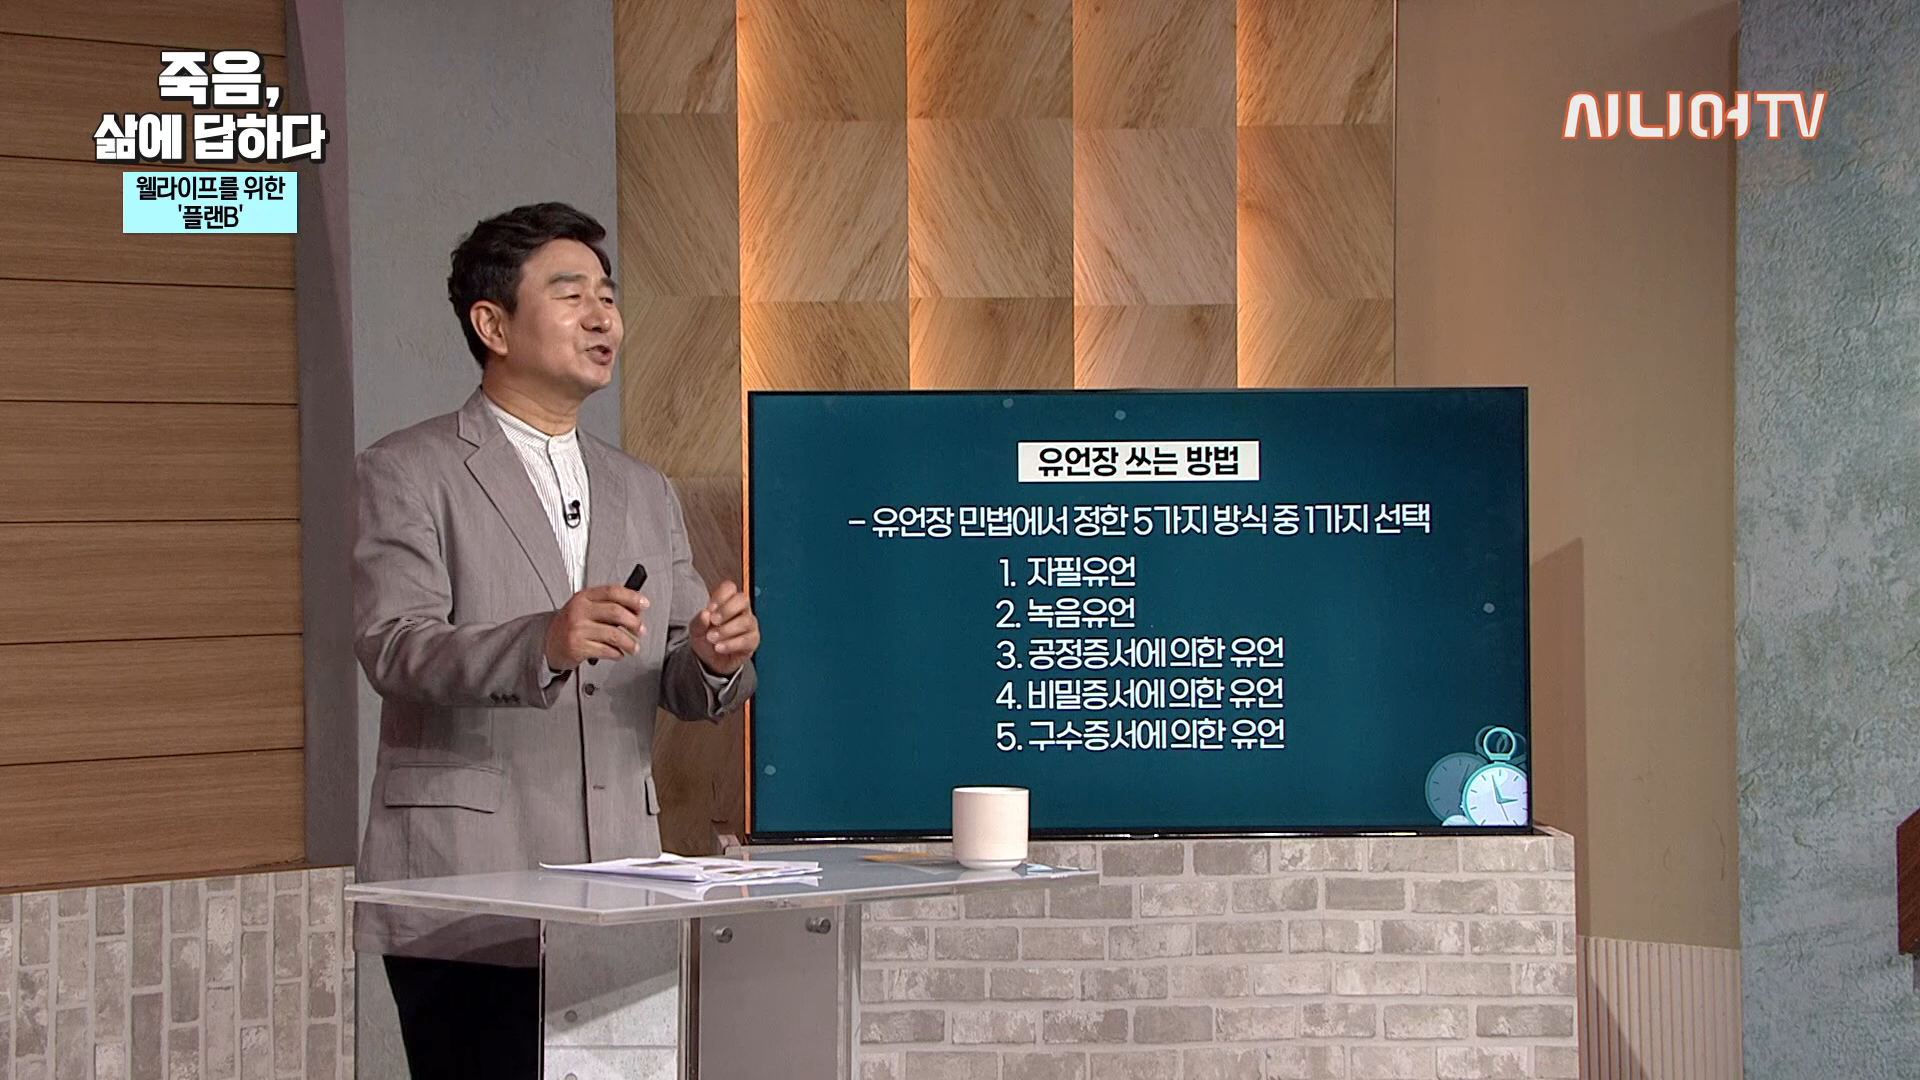 죽음,
삶에 답하다
웰라이프를 위한
'플랜B'
시니어TV
유언장 쓰는 방법
- 유언장 민법에서 정한 5가지 방식 중 1가지 선택
1. 자필유언
2. 녹음유언
3. 공정증서에 의한 유언
4. 비밀증서에 의한 유언
5. 구수증서에 의한 유언